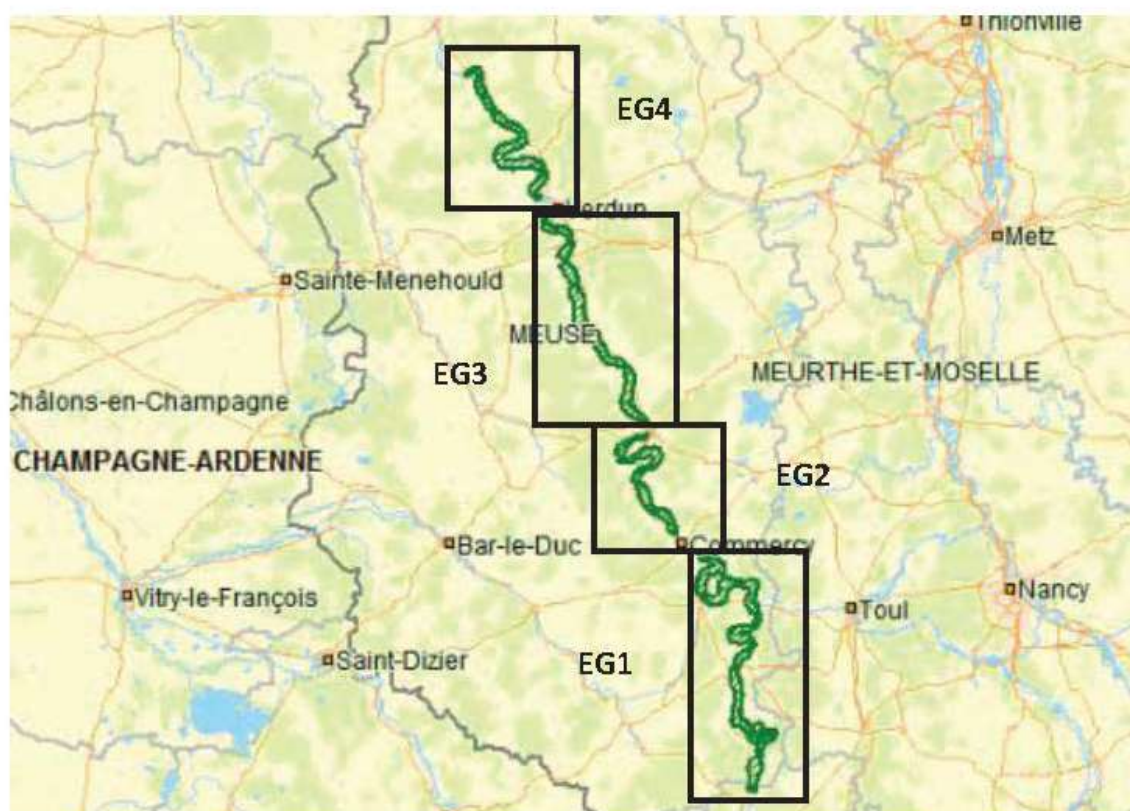 Thionville
EG4
Verdun
Metz
Sainte-Menehould
MEUSE
EG3
MEURTHE-ET-MOSELLE
Châlons-en-Champagne
CHAMPAGNE-ARDENNE
EG2
Bar-le-Duc
Commercy
Vitry-le-François
Nancy
Toul
Saint-Dizier
EG1